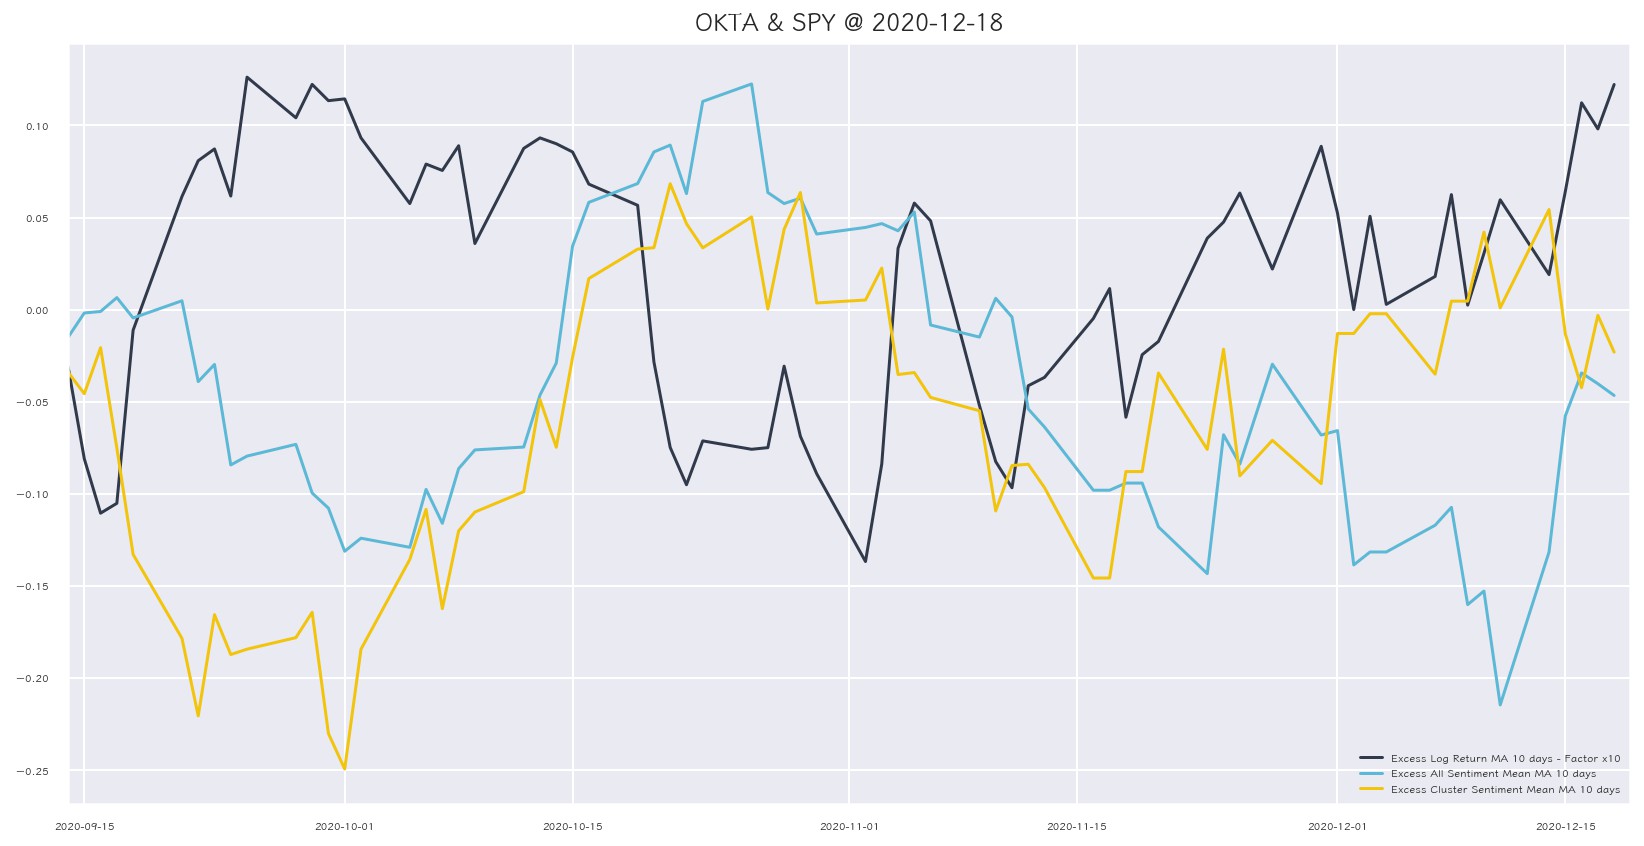 OKTA & SPY @ 2020-12-18
0.10
0.05
0.00
−0.05
−0.10
−0.15
−0.20
−0.25
Excess Log Return MA 10 days - Factor x10
Excess All Sentiment Mean MA 10 days
Excess Cluster Sentiment Mean MA 10 days
2020-09-15 2020-10-01 2020-10-15 2020-11-01 2020-11-15 2020-12-01 2020-12-15